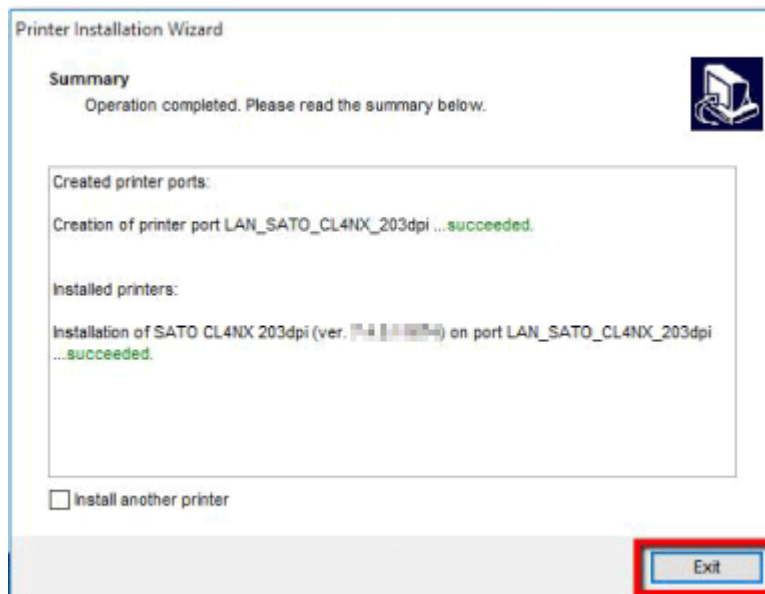 Printer Installation Wizard
Summary
Operation completed. Please read the summary below.
Created printer ports:
Creation of printer port LAN_SATO_CL4NX_203dpi ...succeeded.
Installed printers:
Installation of SATO CL4NX 203dpi (ver. ) on port LAN_SATO_CL4NX_203dpi
...succeeded.
Install another printer
Exit